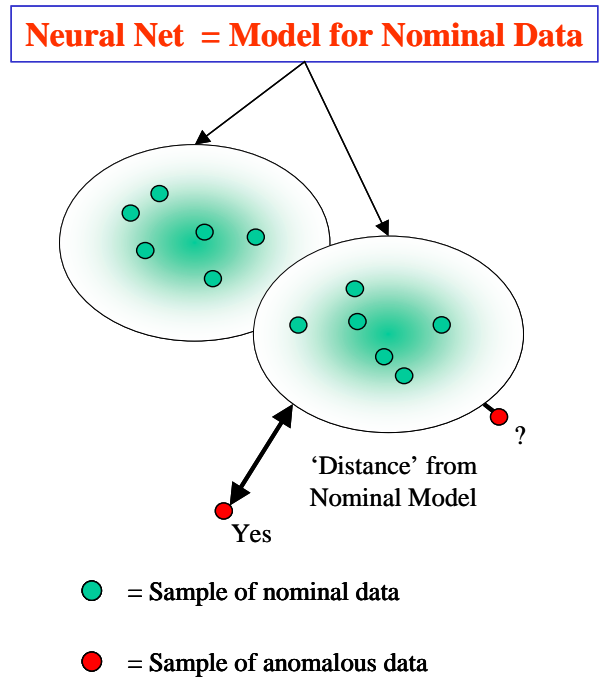 Neural Net = Model for Nominal Data
?
‘Distance’ from
Nominal Model
Yes
= Sample of nominal data
= Sample of anomalous data